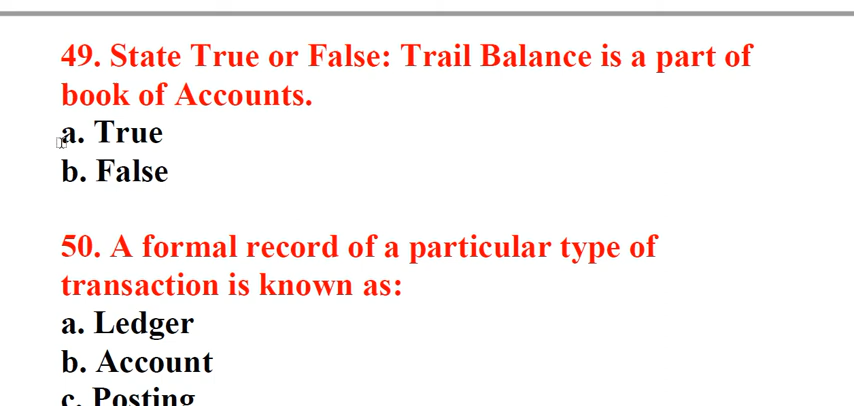 49. State True or False: Trail Balance is a part of
book of Accounts.
a. True
b. False
50. A formal record of a particular type of
transaction is known as:
a. Ledger
b. Account
c. Posting